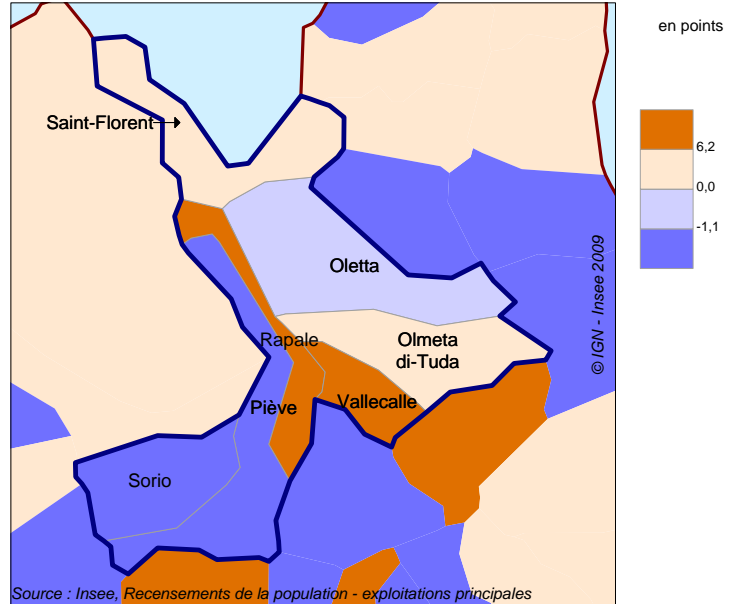 en points
6,2
0,0
-1,1
Saint-Florent
Oletta
Rapale
Olmeta
di-Tuda
Piève
Vallecalle
Sorio
© IGN - Insee 2009
Source : Insee, Recensements de la population - exploitations principales